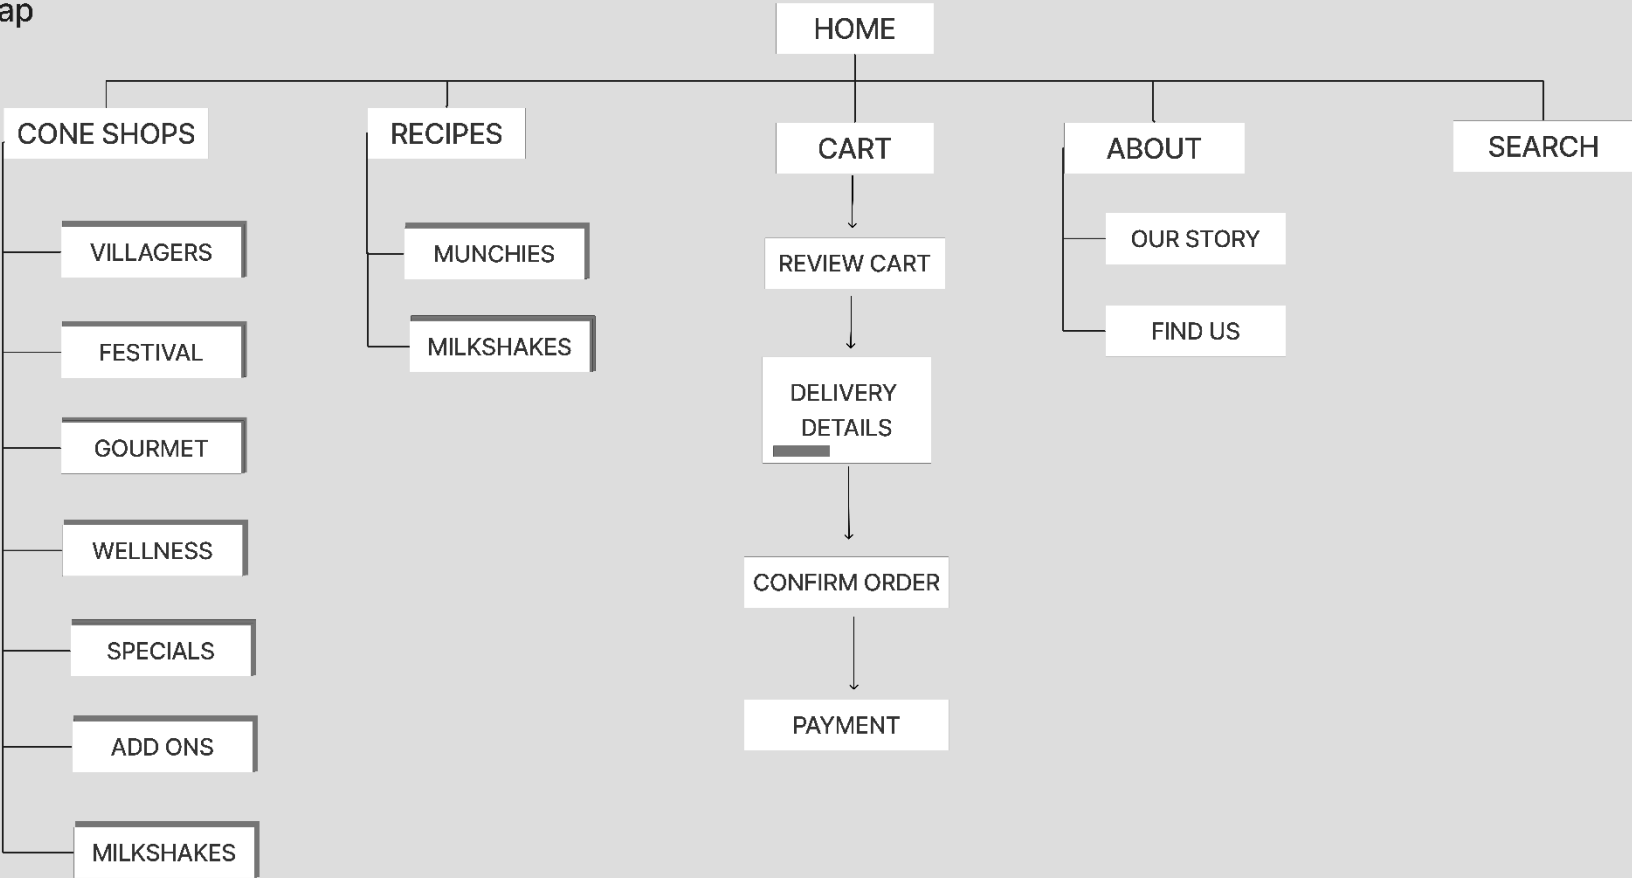 ap
HOME
CONE SHOPS
RECIPES
CART
ABOUT
SEARCH
VILLAGERS
FESTIVAL
GOURMET
WELLNESS
SPECIALS
ADD ONS
MILKSHAKES
MUNCHIES
MILKSHAKES
REVIEW CART
DELIVERY
DETAILS
CONFIRM ORDER
PAYMENT
OUR STORY
FIND US